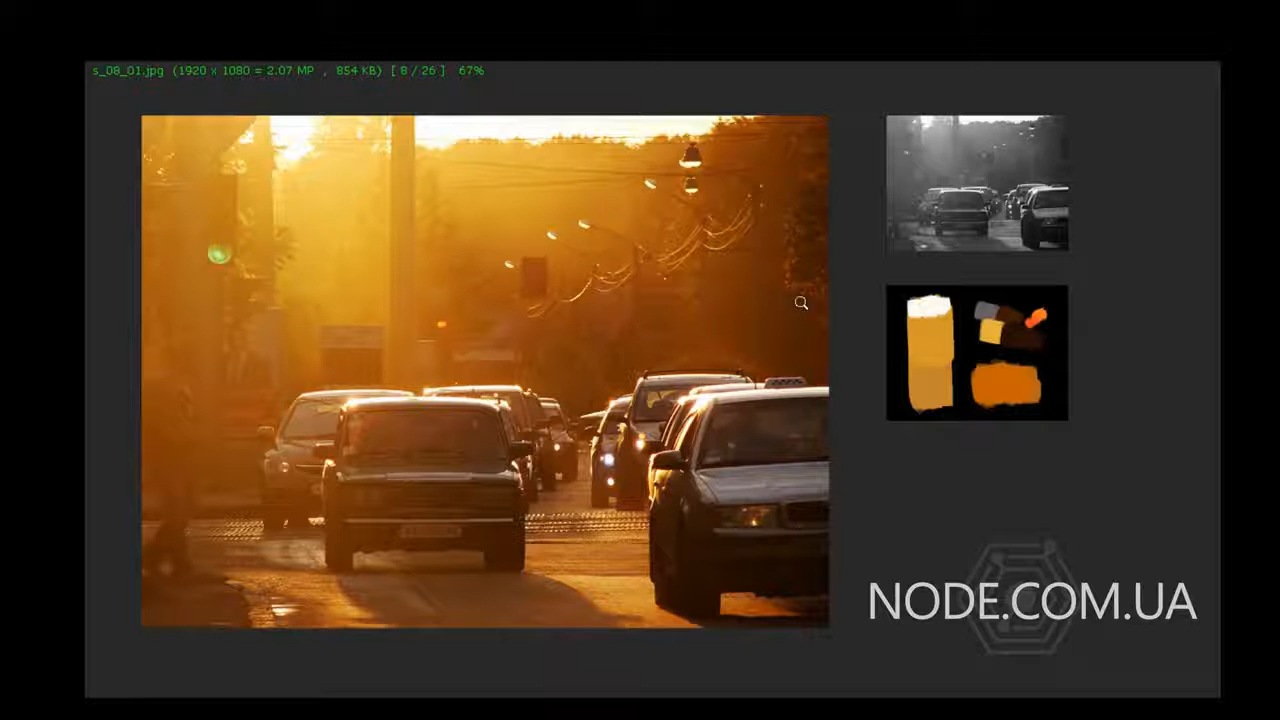 s_08_01.jpg (1920 x 1080 = 2.07 MP , 854 KB) [ 8 / 26 ] 67%
NODE.COM.UA